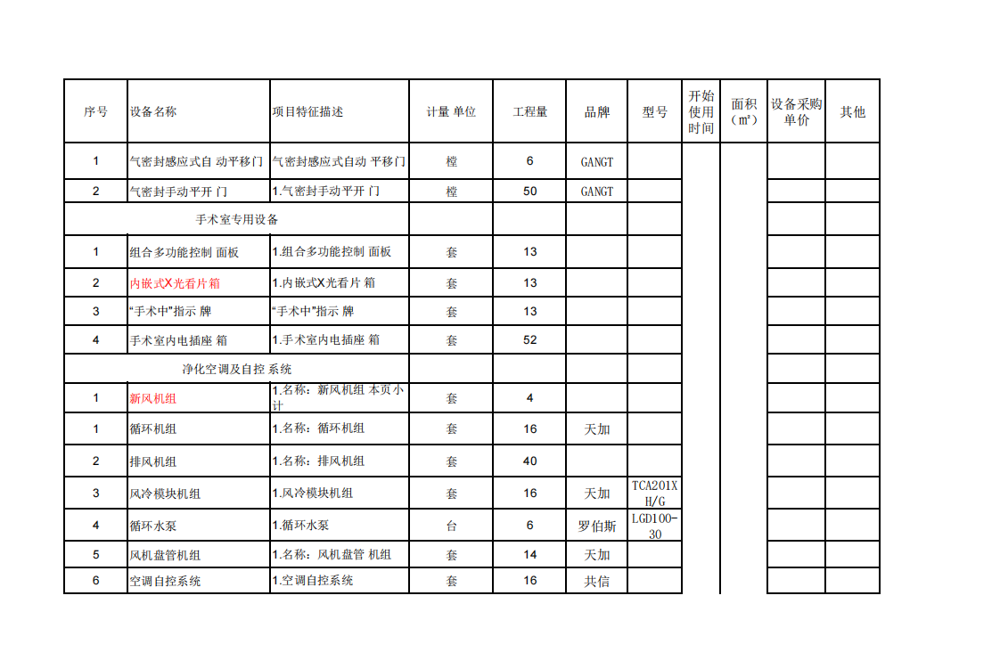 序号 设备名称 项目特征描述 计量 单位 工程量 品牌 型号 开始使用时间 面积（㎡） 设备采购单价 其他
1 气密封感应式自 动平移门 气密封感应式自动 平移门 樘 6 GANGT
2 气密封手动平开 门 1.气密封手动平开 门 樘 50 GANGT
手术室专用设备
1 组合多功能控制 面板 1.组合多功能控制 面板 套 13
2 内嵌式X光看片箱 1.内嵌式X光看片 箱 套 13
3 “手术中”指示 牌 “手术中”指示 牌 套 13
4 手术室内电插座 箱 1.手术室内电插座 箱 套 52
净化空调及自控 系统
1 新风机组 1.名称：新风机组 本页小计 套 4
1 循环机组 1.名称：循环机组 套 16 天加
2 排风机组 1.名称：排风机组 套 40
3 风冷模块机组 1.风冷模块机组 套 16 天加 TCA201XH/G
4 循环水泵 1.循环水泵 台 6 罗伯斯 LGD100-30
5 风机盘管机组 1.名称：风机盘管 机组 套 14 天加
6 空调自控系统 1.空调自控系统 套 16 共信